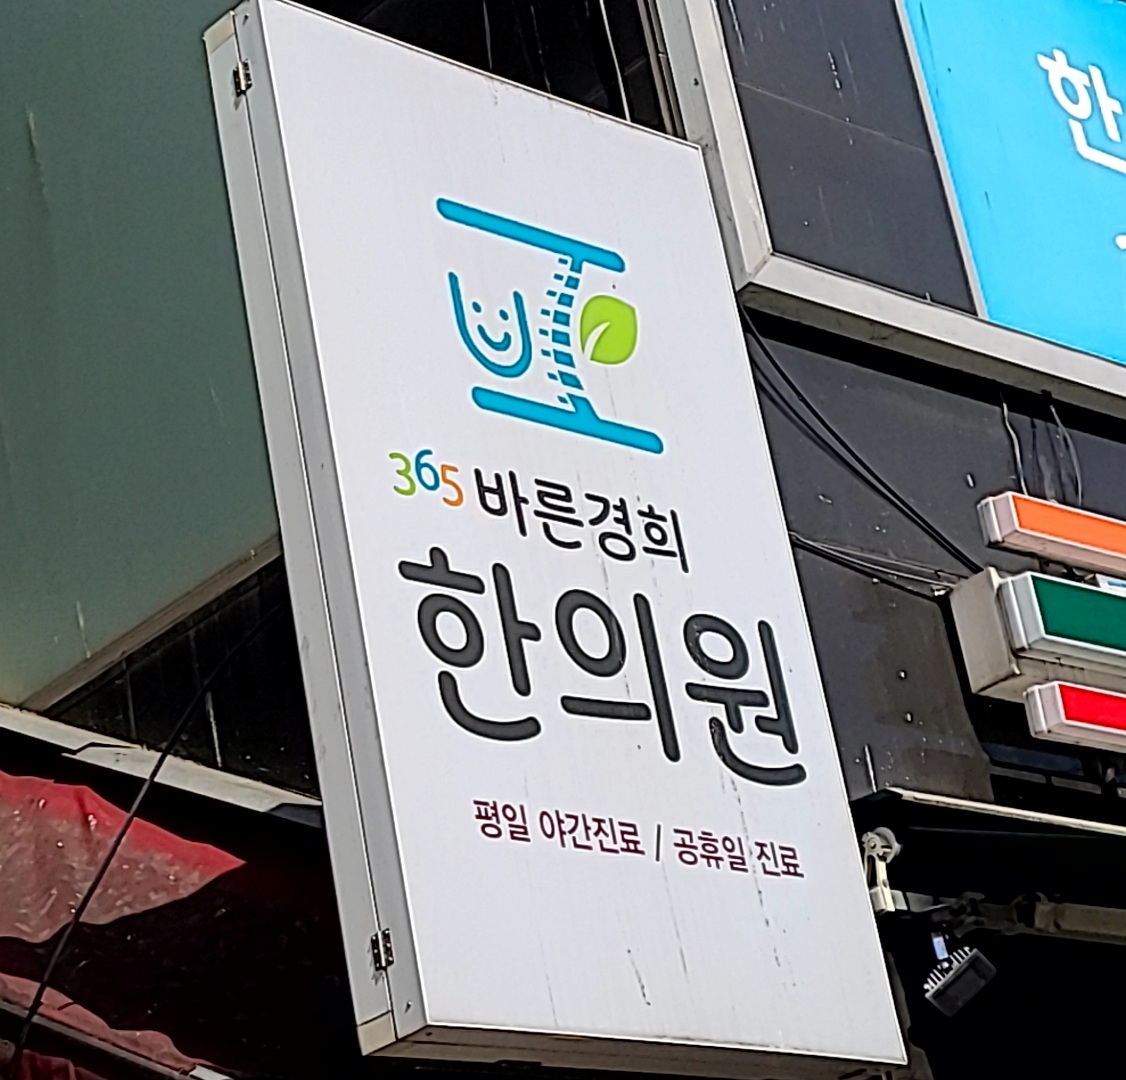 365 바른경희
한의원
평일 야간진료 / 공휴일 진료
한